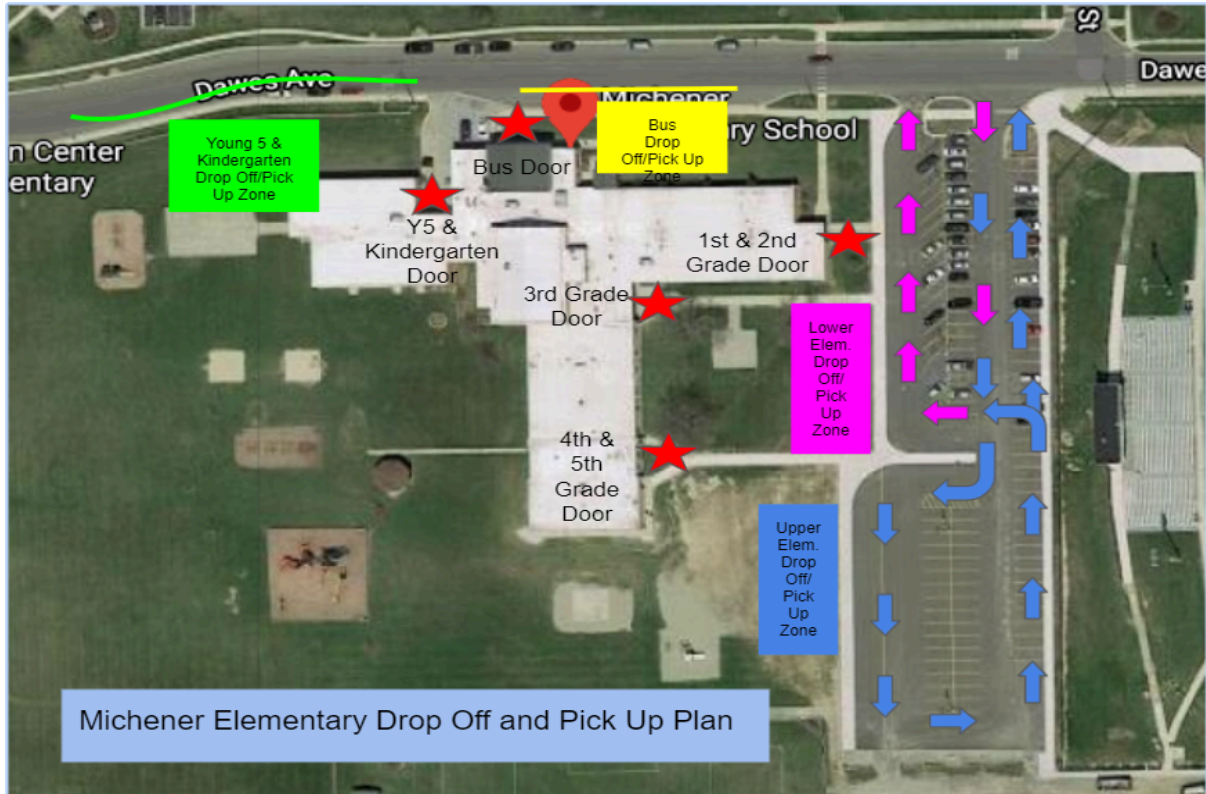 St
Dawes Ave
Dawe
Michener
ary School
n Center
entary
Young 5 &
Kindergarten
Drop Off/Pick
Up Zone
Bus
Drop
Off/Pick Up
Zone
Bus Door
Y5 &
Kindergarten
Door
1st & 2nd
Grade Door
3rd Grade
Door
Lower
Elem.
Drop
Off/
Pick
Up
Zone
4th &
5th
Grade
Door
Upper
Elem.
Drop
Off/
Pick
Up
Zone
Michener Elementary Drop Off and Pick Up Plan